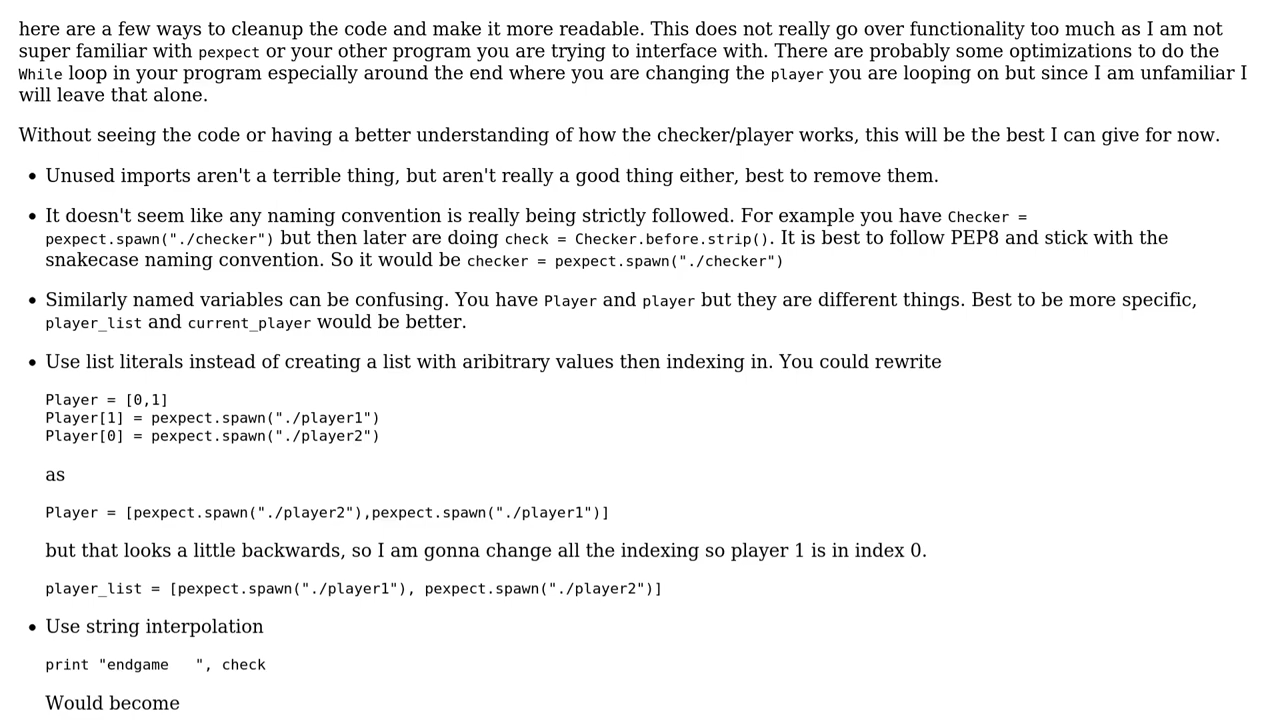 here are a few ways to cleanup the code and make it more readable. This does not really go over functionality too much as I am not
super familiar with pexpect or your other program you are trying to interface with. There are probably some optimizations to do the
While loop in your program especially around the end where you are changing the player you are looping on but since I am unfamiliar I
will leave that alone.
Without seeing the code or having a better understanding of how the checker/player works, this will be the best I can give for now.
• Unused imports aren't a terrible thing, but aren't really a good thing either, best to remove them.
• It doesn't seem like any naming convention is really being strictly followed. For example you have Checker =
pexpect.spawn("./checker") but then later are doing check = Checker.before.strip(). It is best to follow PEP8 and stick with the
snakecase naming convention. So it would be checker = pexpect.spawn("./checker")
• Similarly named variables can be confusing. You have Player and player but they are different things. Best to be more specific,
player_list and current_player would be better.
• Use list literals instead of creating a list with aribitrary values then indexing in. You could rewrite
Player = [0,1]
Player[1] = pexpect.spawn("./player1")
Player[0] = pexpect.spawn("./player2")
as
Player = [pexpect.spawn("./player2"),pexpect.spawn("./player1")]
but that looks a little backwards, so I am gonna change all the indexing so player 1 is in index 0.
player_list = [pexpect.spawn("./player1"), pexpect.spawn("./player2")]
• Use string interpolation
print "endgame   ", check
Would become